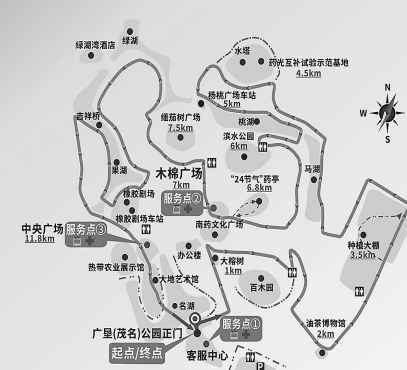 绿湖
绿湖湾酒店
水塔
药光互补试验示范基地
4.5km
N
W
E
S
杨桃广场车站
5km
吉祥桥
缅茄树广场
7.5km
桃湖
滨水公园
6km
果湖
木棉广场
7km
马湖
"24节气"药亭
6.8km
橡胶剧场
服务点②
橡胶剧场车站
南药文化广场
中央广场
11.8km
服务点③
种植大棚
3.5km
办公楼
大榕树
1km
热带农业展示馆
大地艺术馆
百木园
名湖
油茶博物馆
2km
广垦(茂名)公园正门
服务点①
起点/终点
客服中心
P